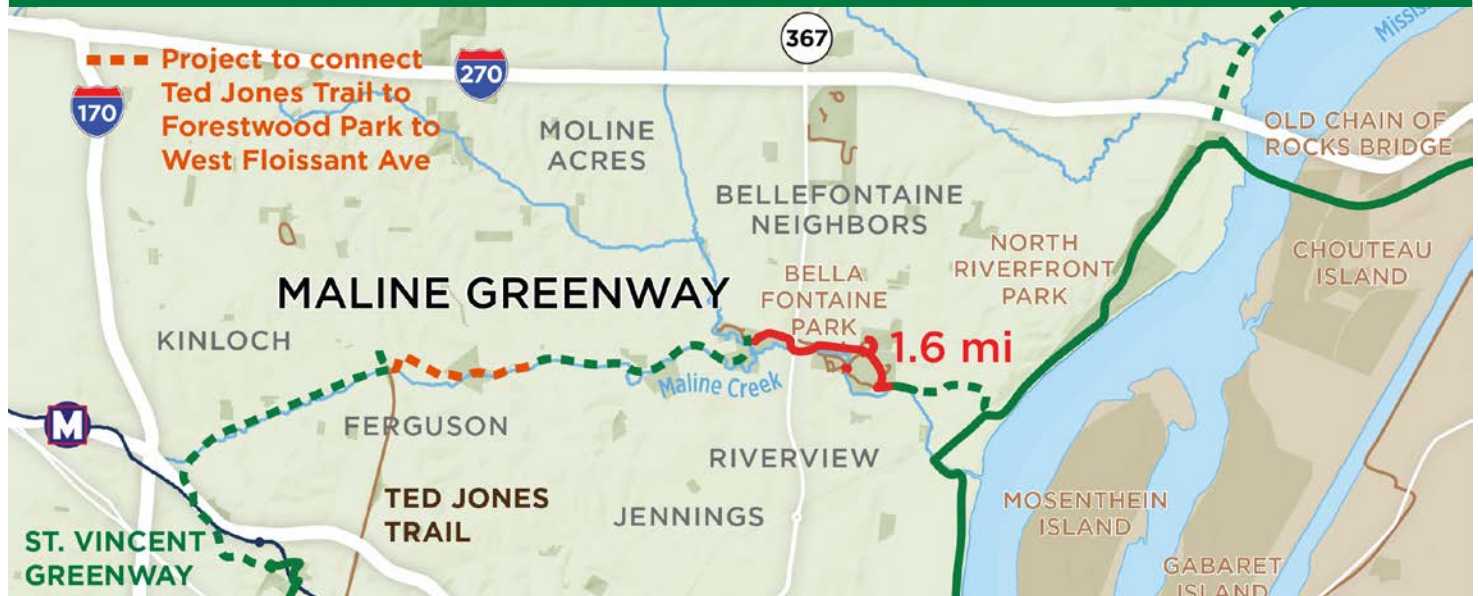 Project to connect
Ted Jones Trail to
Forestwood Park to
West Floissant Ave
170
270
367
MOLINE
ACRES
BELLEFONTAINE
NEIGHBORS
OLD CHAIN OF
ROCKS BRIDGE
NORTH
RIVERFRONT
PARK
CHOUTEAU
ISLAND
MALINE GREENWAY
BELLA
FONTAINE
PARK
1.6 mi
KINLOCH
Maline Creek
FERGUSON
RIVERVIEW
M
TED JONES
TRAIL
JENNINGS
MOSENTHEIN
ISLAND
ST. VINCENT
GREENWAY
GABARET
ISLAND